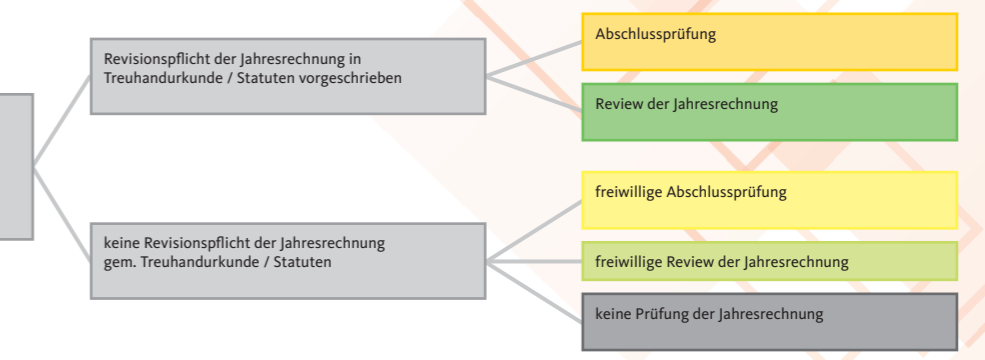 Revisionspflicht der Jahresrechnung in
Treuhandurkunde / Statuten vorgeschrieben
Abschlussprüfung
Review der Jahresrechnung
keine Revisionspflicht der Jahresrechnung
gem. Treuhandurkunde / Statuten
freiwillige Abschlussprüfung
freiwillige Review der Jahresrechnung
keine Prüfung der Jahresrechnung